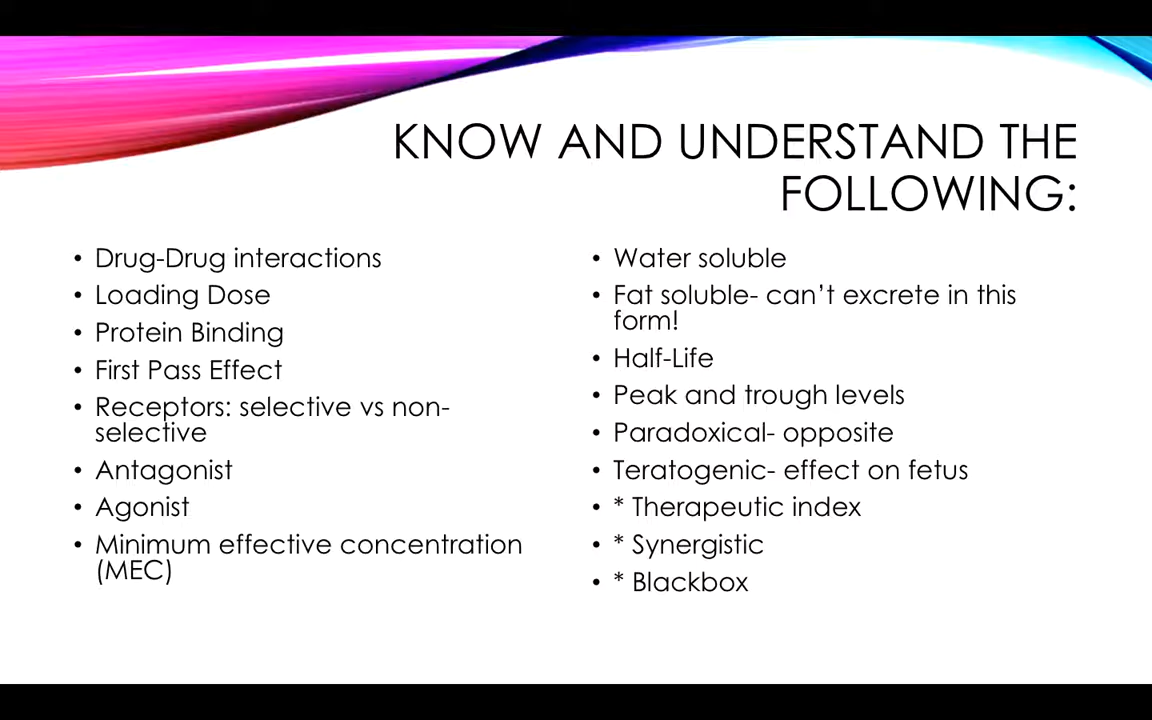 KNOW AND UNDERSTAND THE
FOLLOWING:
• Drug-Drug interactions
• Loading Dose
• Protein Binding
• First Pass Effect
• Receptors: selective vs non-
selective
• Antagonist
• Agonist
• Minimum effective concentration
(MEC)
• Water soluble
• Fat soluble- can’t excrete in this
form!
• Half-Life
• Peak and trough levels
• Paradoxical- opposite
• Teratogenic- effect on fetus
• * Therapeutic index
• * Synergistic
• * Blackbox